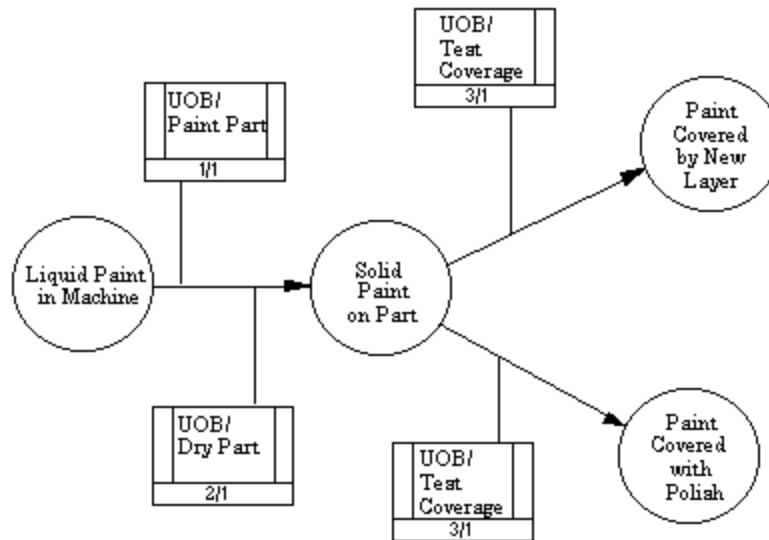 UOB/
Test
Coverage
3/1
UOB/
Paint Part
1/1
Paint
Covered
by New
Layer
Liquid Paint
in Machine
Solid
Paint
on Part
UOB/
Dry Part
2/1
UOB/
Test
Coverage
3/1
Paint
Covered
with
Polish